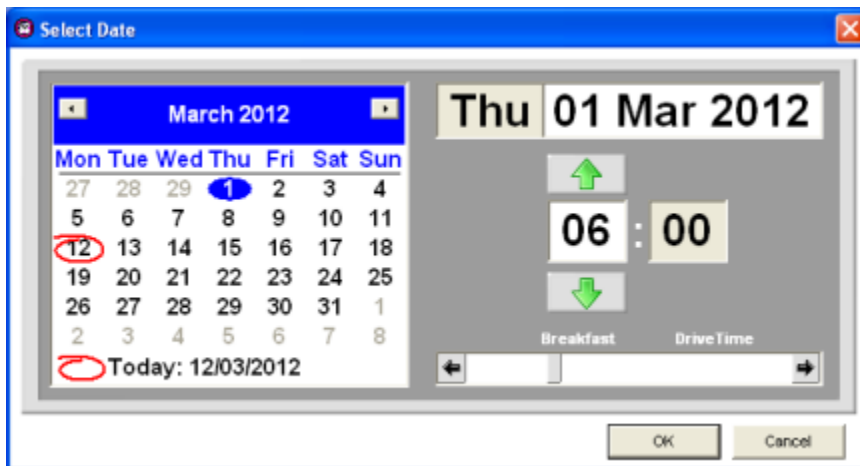 Select Date
March 2012
Mon Tue Wed Thu Fri Sat Sun
27 28 29 1 2 3 4
5 6 7 8 9 10 11
12 13 14 15 16 17 18
19 20 21 22 23 24 25
26 27 28 29 30 31 1
2 3 4 5 6 7 8
Today: 12/03/2012
Thu 01 Mar 2012
06 : 00
Breakfast DriveTime
OK Cancel